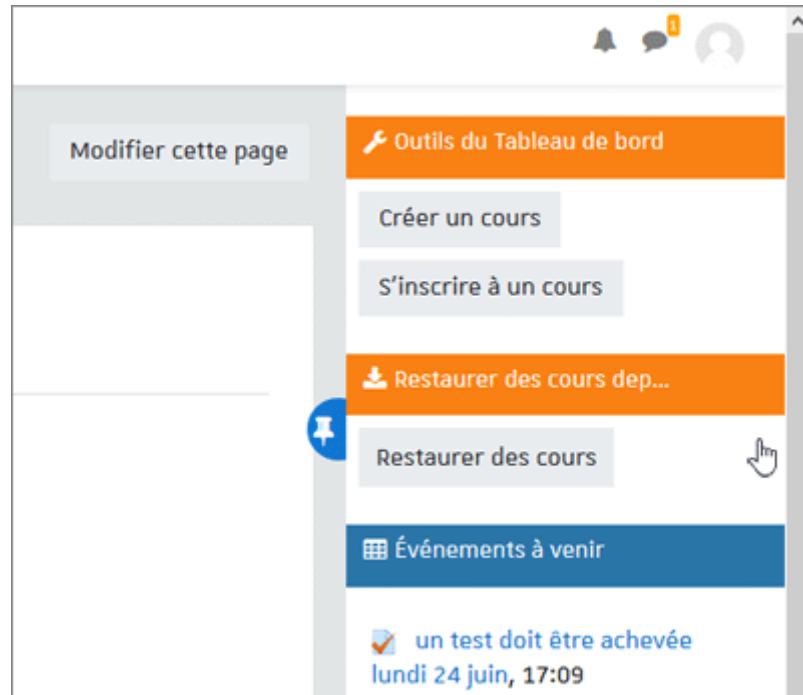 1
Modifier cette page
Outils du Tableau de bord
Créer un cours
S'inscrire à un cours
Restaurer des cours dep...
Restaurer des cours
Événements à venir
un test doit être achevée
lundi 24 juin, 17:09